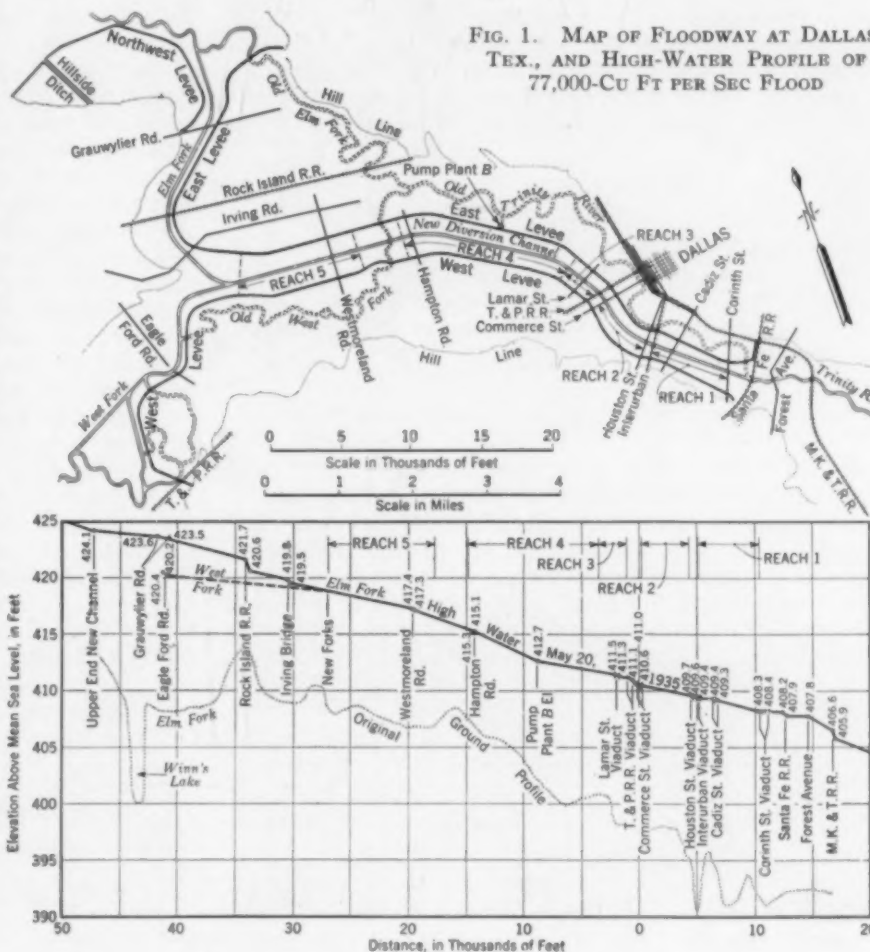 FIG. 1. MAP OF FLOODWAY AT DALLAS
TEX., AND HIGH-WATER PROFILE OF
77,000-CU FT PER SEC FLOOD
Northwest Levee
Hillside Ditch
Grauwylier Rd.
Elm Fork
East Levee
Old Elm Fork
Hill Line
Rock Island R.R.
Irving Rd.
Pump Plant B
Old Trinity River
East Levee
New Diversion Channel
REACH 4
West Levee
REACH 5
REACH 3
DALLAS
Cadiz St.
Corinth St.
Lamar St.
T. & P.R.R.
Commerce St.
Westmoreland Rd
Hampton Rd.
Old West Fork
Hill Line
Eagle Ford Rd.
West Levee
West Fork
T. & P.R.R.
REACH 2
Houston St.
Interurban
REACH 1
Santa Fe R.R
Forest Ave.
Trinity R
M.K. & T.R.R.
0 5 10 15 20
Scale in Thousands of Feet
0 1 2 3 4
Scale in Miles
Elevation Above Mean Sea Level, in Feet
425
420
415
410
405
400
395
390
424.1
423.6
423.5
420.4
420.2
421.7
420.6
419.8
419.5
417.4
417.3
415.3
415.1
412.7
411.5
411.3
411.1
411.0
410.6
409.7
409.6
409.4
409.4
409.3
408.3
408.4
408.2
407.9
407.8
406.6
405.9
REACH 5
REACH 4
REACH 3
REACH 2
REACH 1
West Fork
Elm Fork
High Water May 20, 1935
Upper End New Channel
Grauwylier Rd.
Eagle Ford Rd.
Rock Island R.R.
Irving Bridge
New Forks
Westmoreland Rd.
Hampton Rd.
Pump Plant B El
Lamar St. Viaduct
T. & P.R.R. Viaduct
Commerce St. Viaduct
Houston St. Viaduct
Interurban Viaduct
Cadiz St. Viaduct
Corinth St. Viaduct
Santa Fe R.R.
Forest Avenue
M.K. & T.R.R.
Elm Fork
Winn's Lake
Original Ground Profile
50 40 30 20 10 0 10 20
Distance, in Thousands of Feet